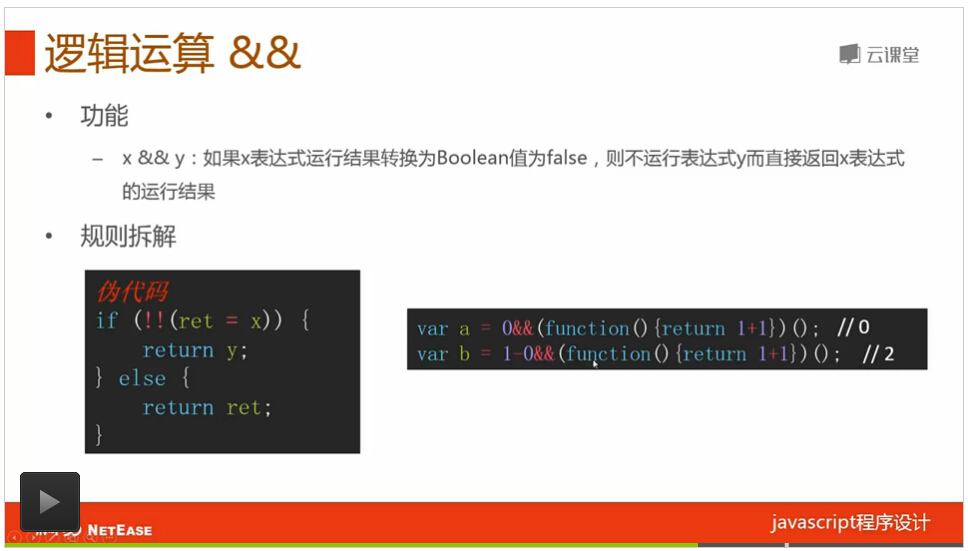 逻辑运算 &&
云课堂
• 功能
– x && y：如果x表达式运行结果转换为Boolean值为false，则不运行表达式y而直接返回x表达式
的运行结果
• 规则拆解
伪代码
if (!!(ret = x)) {
return y;
} else {
return ret;
}
var a = 0&&(function(){return 1+1})(); //0
var b = 1-0&&(function(){return 1+1})(); //2
NETEASE
javascript程序设计